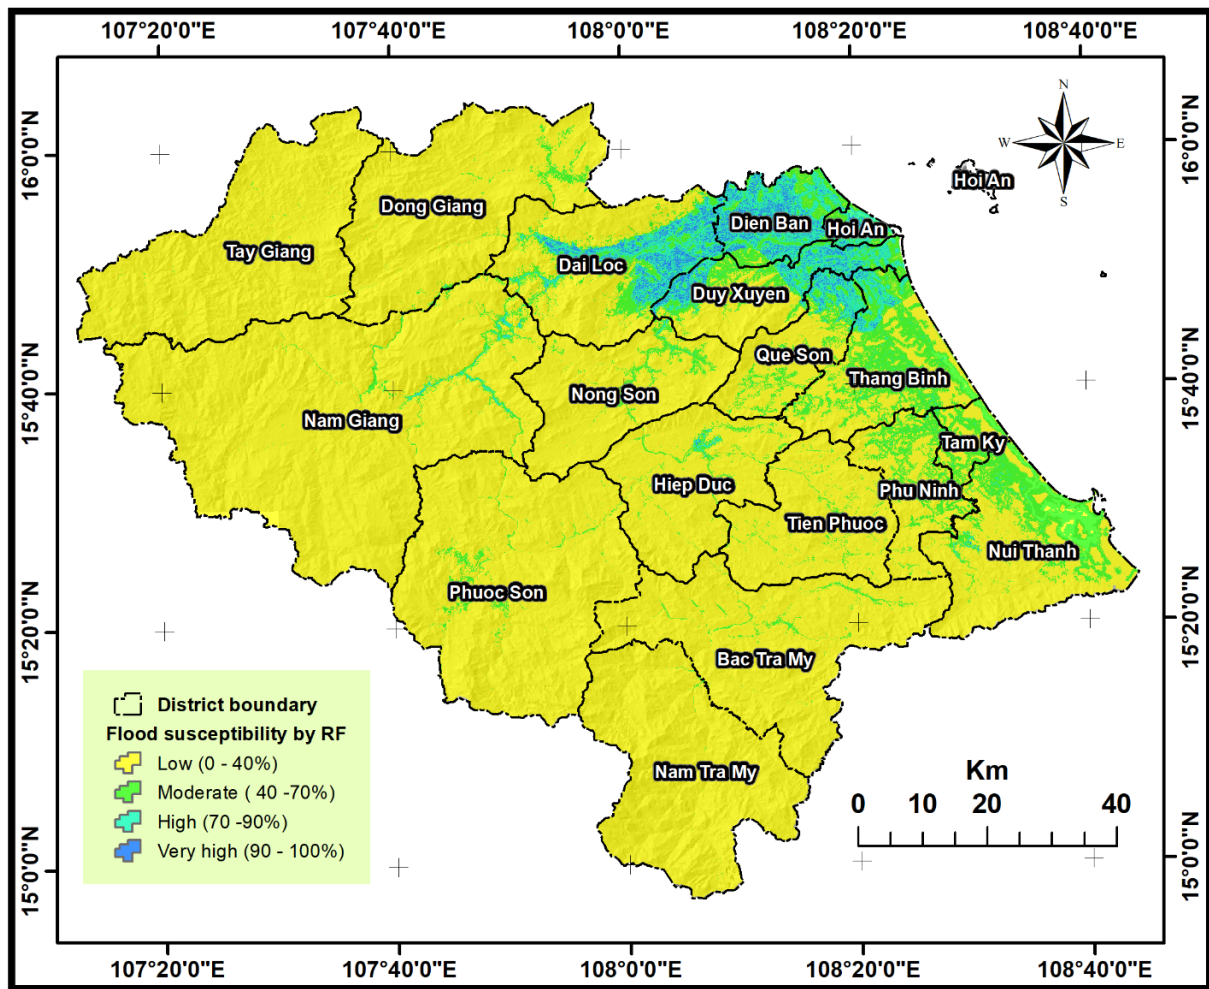 107°20'0"E 107°40'0"E 108°0'0"E 108°20'0"E 108°40'0"E
16°0'0"N
16°0'0"N
N
W
E
S
Hoi An
Dong Giang
Dien Ban
Hoi An
Tay Giang
Dai Loc
Duy Xuyen
Que Son
Thang Binh
15°40'0"N
15°40'0"N
Nong Son
Nam Giang
Tam Ky
Hiep Duc
Phu Ninh
Tien Phuoc
Nui Thanh
Phuoc Son
15°20'0"N
15°20'0"N
Bac Tra My
District boundary
Flood susceptibility by RF
Low (0 - 40%)
Moderate ( 40 -70%)
High (70 -90%)
Very high (90 - 100%)
Nam Tra My
Km
0 10 20 40
15°0'0"N
15°0'0"N
107°20'0"E 107°40'0"E 108°0'0"E 108°20'0"E 108°40'0"E